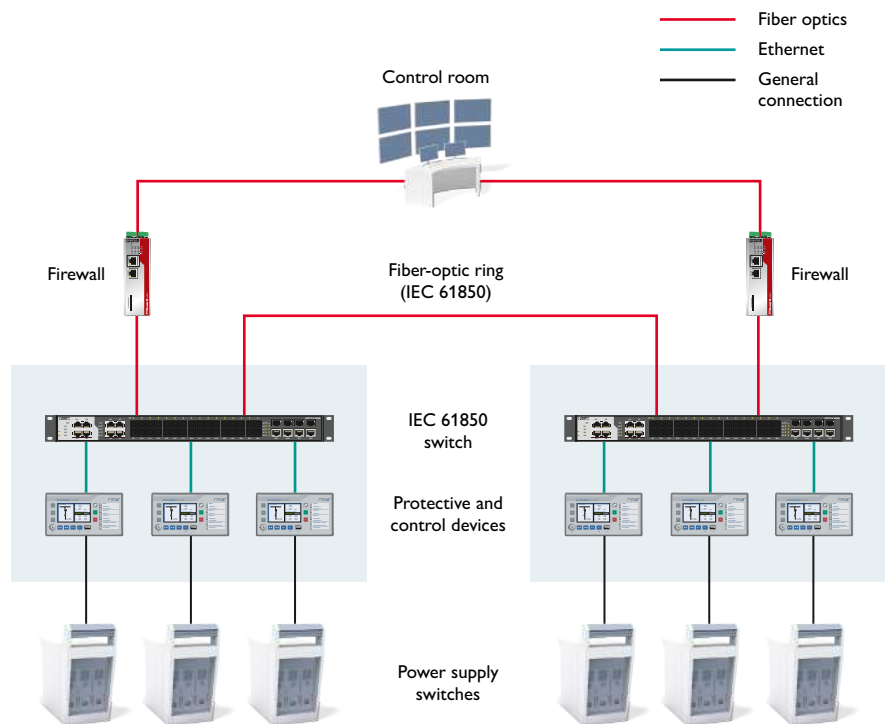 Fiber optics
Ethernet
General
connection
Control room
Firewall
Fiber-optic ring
(IEC 61850)
Firewall
IEC 61850
switch
Protective and
control devices
Power supply
switches